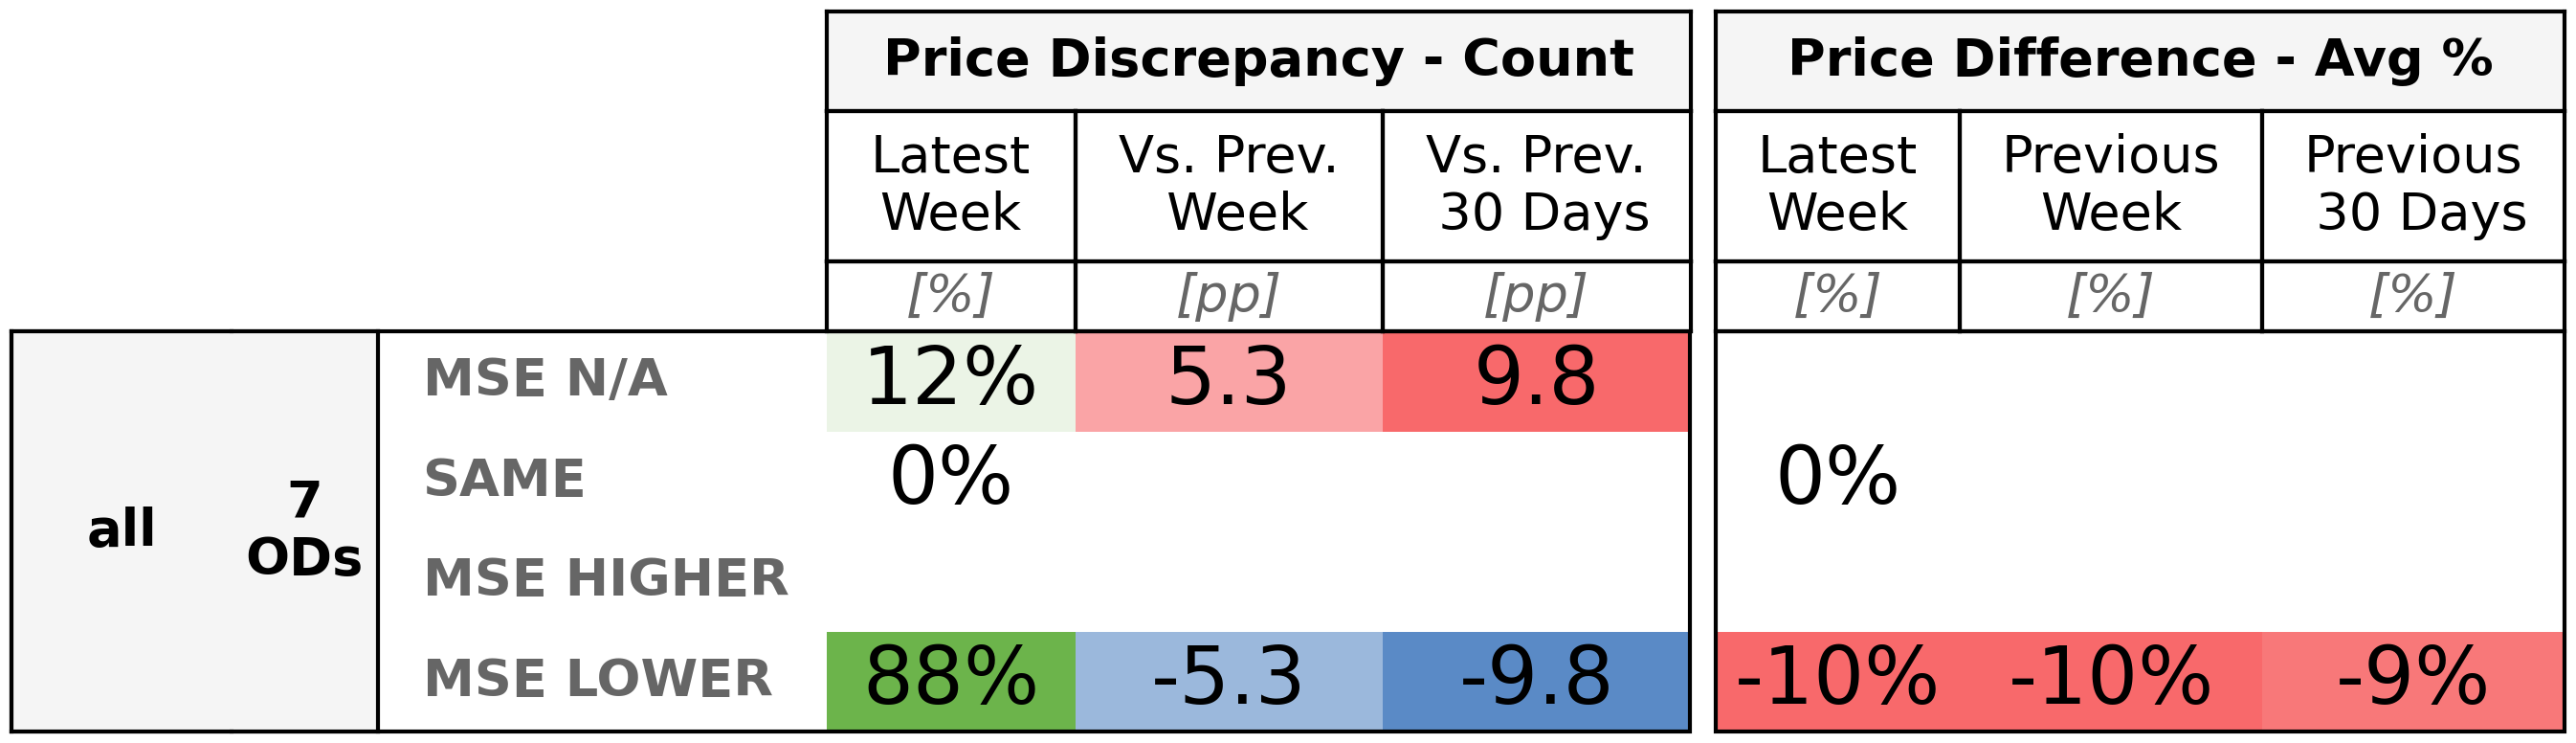 Price Discrepancy - Count
Price Difference - Avg %
Latest Week
Vs. Prev. Week
Vs. Prev. 30 Days
Latest Week
Previous Week
Previous 30 Days
[%]
[pp]
[pp]
[%]
[%]
[%]
all
7 ODs
MSE N/A
12%
5.3
9.8
SAME
0%
0%
MSE HIGHER
MSE LOWER
88%
-5.3
-9.8
-10%
-10%
-9%